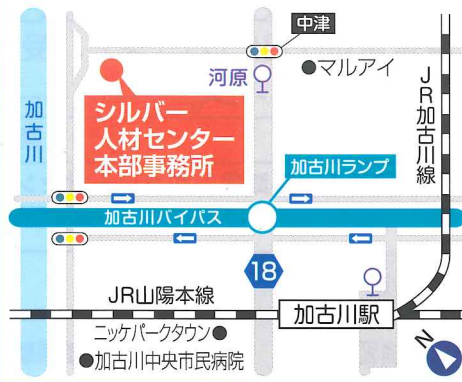 中津
河原
●マルアイ
JR加古川線
加古川
シルバー
人材センター
本部事務所
加古川ランプ
加古川バイパス
18
JR山陽本線
加古川駅
ニッケパークタウン●
●加古川中央市民病院
N